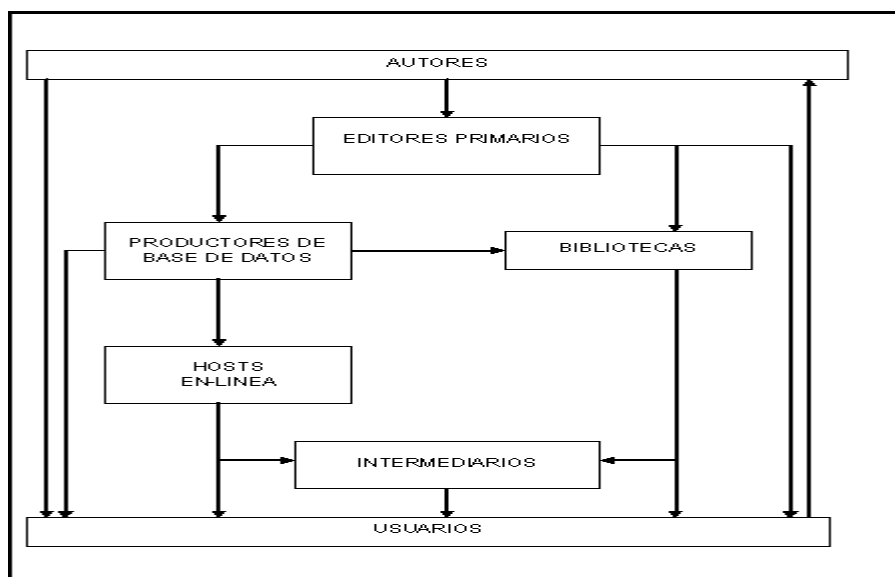 AUTORES
EDITORES PRIMARIOS
PRODUCTORES DE
BASE DE DATOS
BIBLIOTECAS
HOSTS
EN-LINEA
INTERMEDIARIOS
USUARIOS